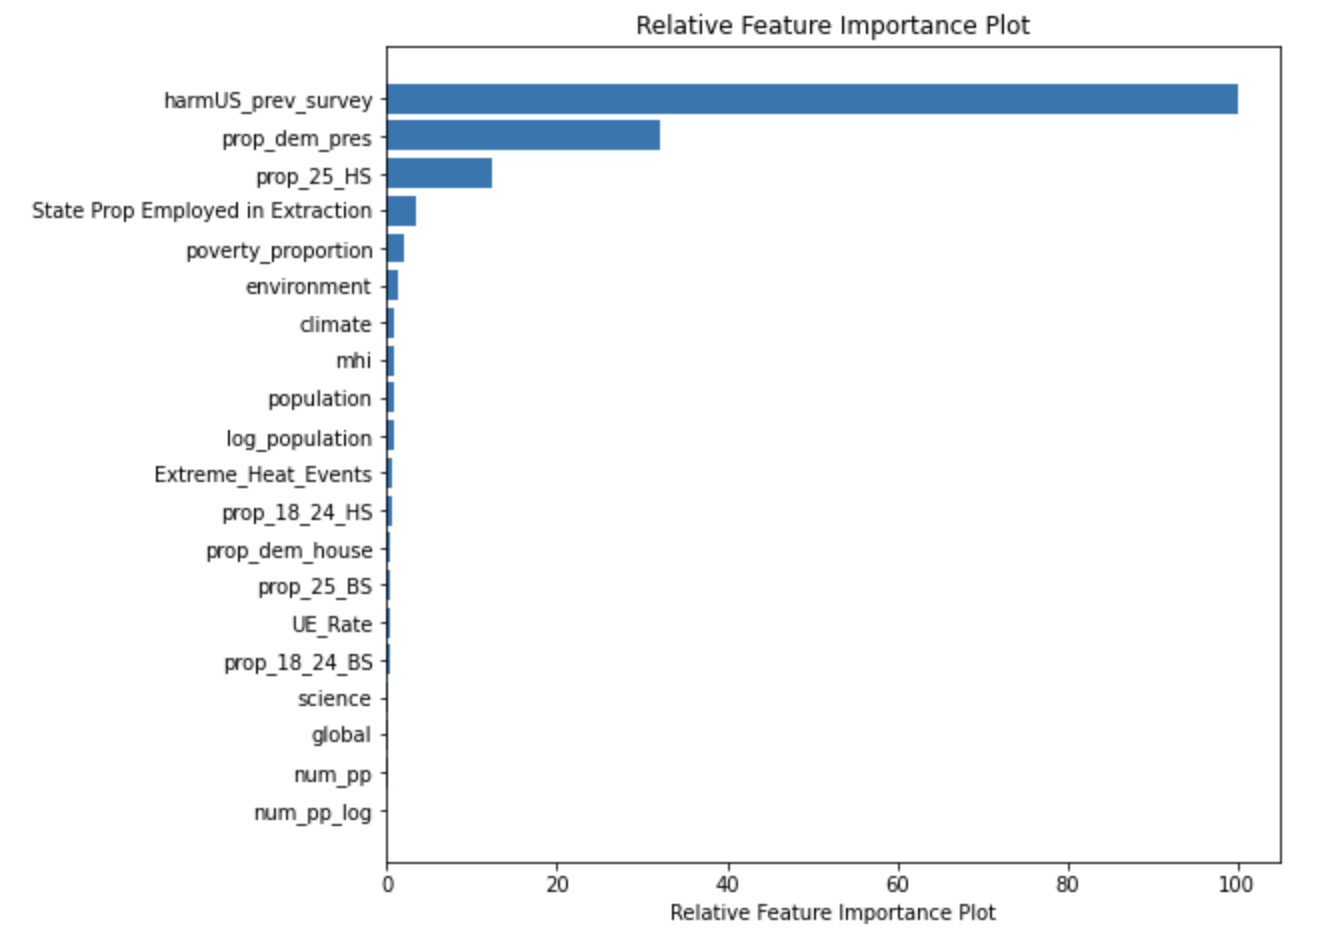 Relative Feature Importance Plot
harmUS_prev_survey
prop_dem_pres
prop_25_HS
State Prop Employed in Extraction
poverty_proportion
environment
climate
mhi
population
log_population
Extreme_Heat_Events
prop_18_24_HS
prop_dem_house
prop_25_BS
UE_Rate
prop_18_24_BS
science
global
num_pp
num_pp_log
0 20 40 60 80 100
Relative Feature Importance Plot